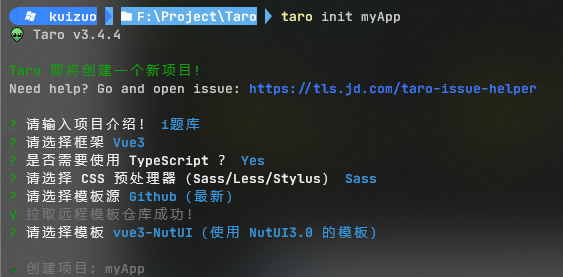 kuizuo F:\Project\Taro taro init myApp
Taro v3.4.4
Taro 即将创建一个新项目!
Need help? Go and open issue: https://tls.jd.com/taro-issue-helper
? 请输入项目介绍! i题库
? 请选择框架 Vue3
? 是否需要使用 TypeScript ? Yes
? 请选择 CSS 预处理器 (Sass/Less/Stylus) Sass
? 请选择模板源 Github (最新)
√ 拉取远程模板仓库成功!
? 请选择模板 vue3-NutUI (使用 NutUI3.0 的模板)
√ 创建项目: myApp